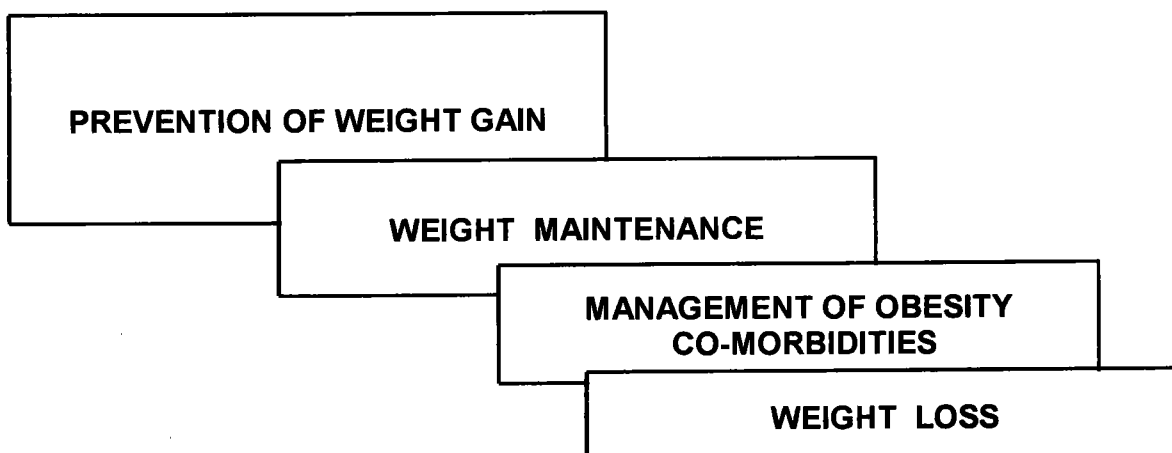 PREVENTION OF WEIGHT GAIN
WEIGHT MAINTENANCE
MANAGEMENT OF OBESITY
CO-MORBIDITIES
WEIGHT LOSS